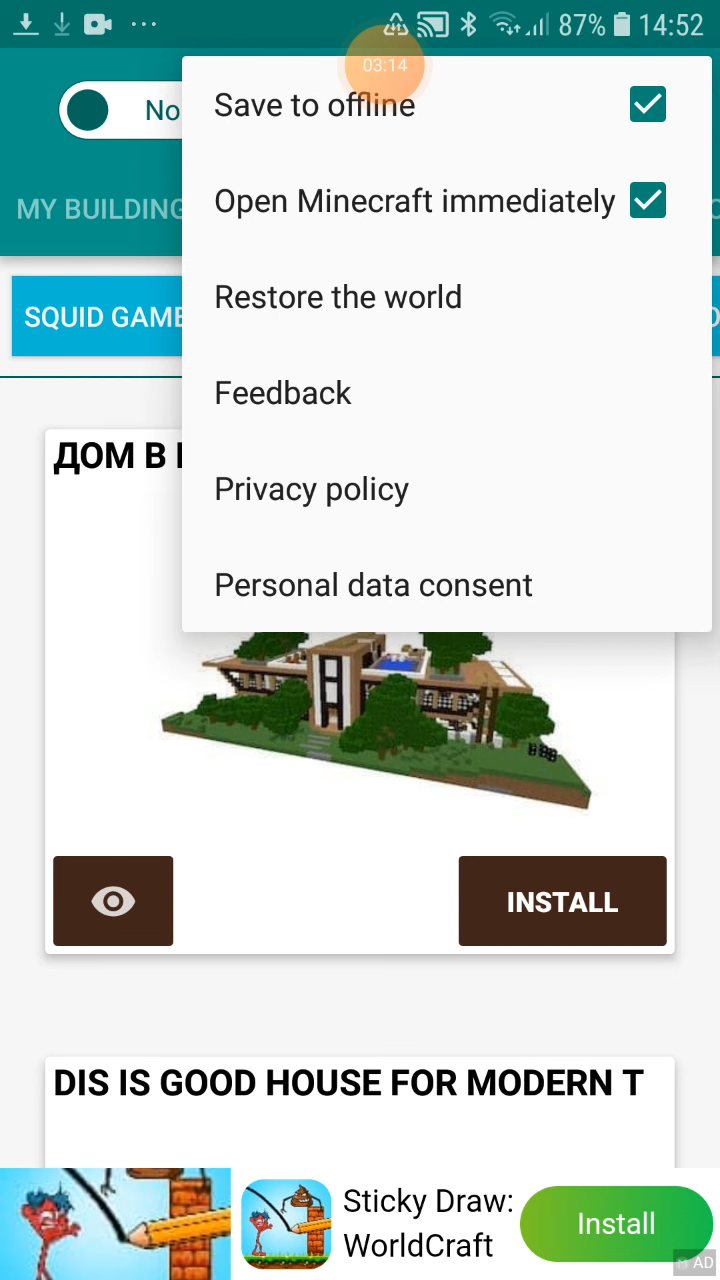 87% 14:52
03:14
No
Save to offline
Open Minecraft immediately
MY BUILDING
Restore the world
SQUID GAME
Feedback
ДОМ В
Privacy policy
Personal data consent
INSTALL
DIS IS GOOD HOUSE FOR MODERN T
Sticky Draw:
WorldCraft
Install
AD